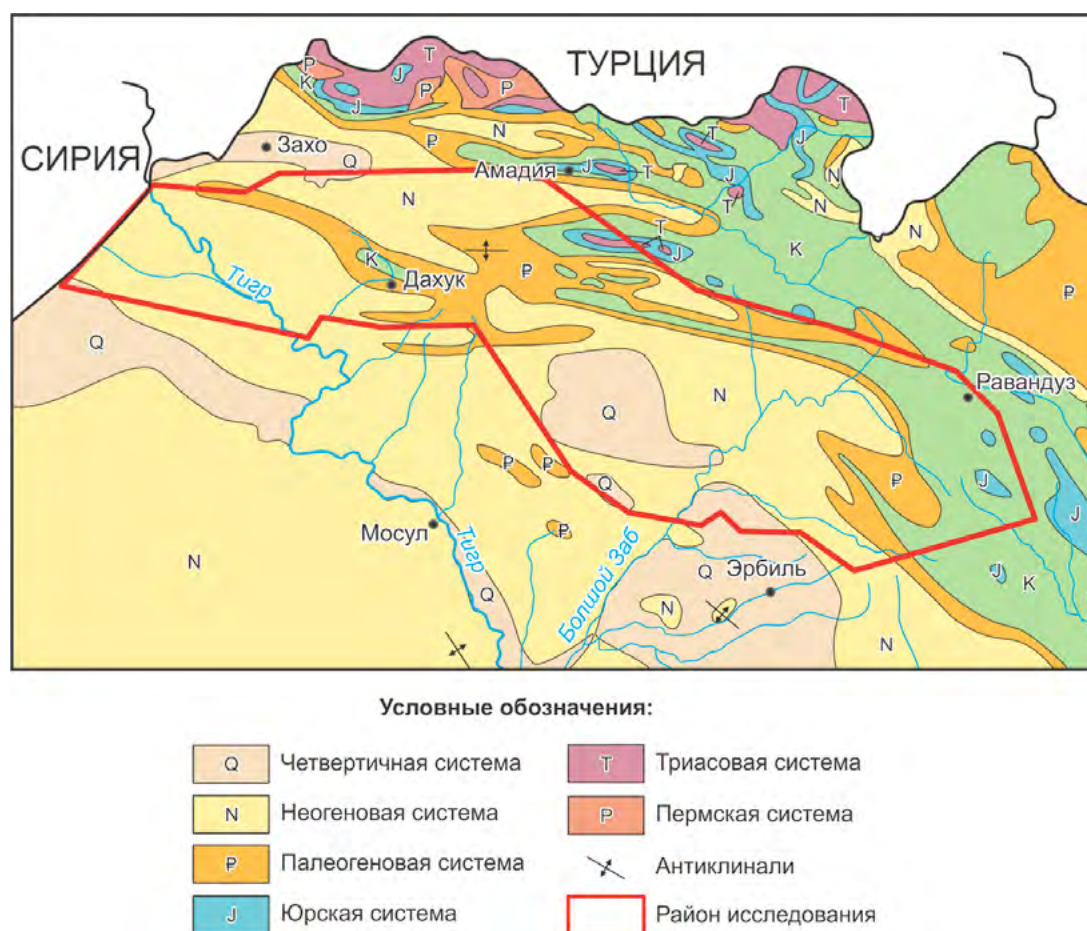 ТУРЦИЯ
СИРИЯ
P
T
J
T
K
J
P
P
N
T
J
T
Захо
Q
P
N
Амадия
J
T
J
T
N
N
N
T
J
K
K
Дахук
P
P
Тигр
Q
N
Q
Равандуз
P
P
Q
P
J
J
Мосул
P
N
Тигр
Большой Заб
Q
Эрбиль
J
K
Q
N
N
Условные обозначения:
Q Четвертичная система
N Неогеновая система
₽ Палеогеновая система
J Юрская система
T Триасовая система
P Пермская система
Антиклинали
Район исследования